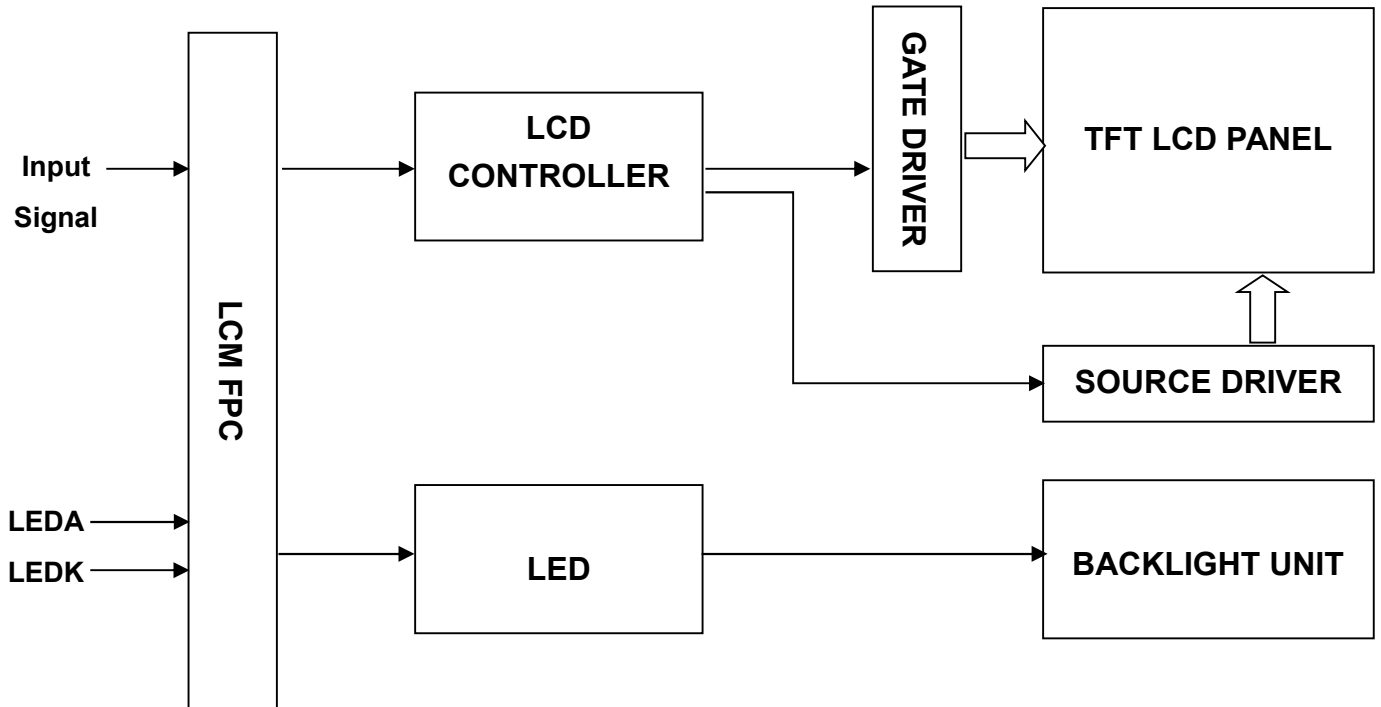 GATE DRIVER
LCD
CONTROLLER
TFT LCD PANEL
Input
Signal
LCM FPC
SOURCE DRIVER
LEDA
LEDK
LED
BACKLIGHT UNIT